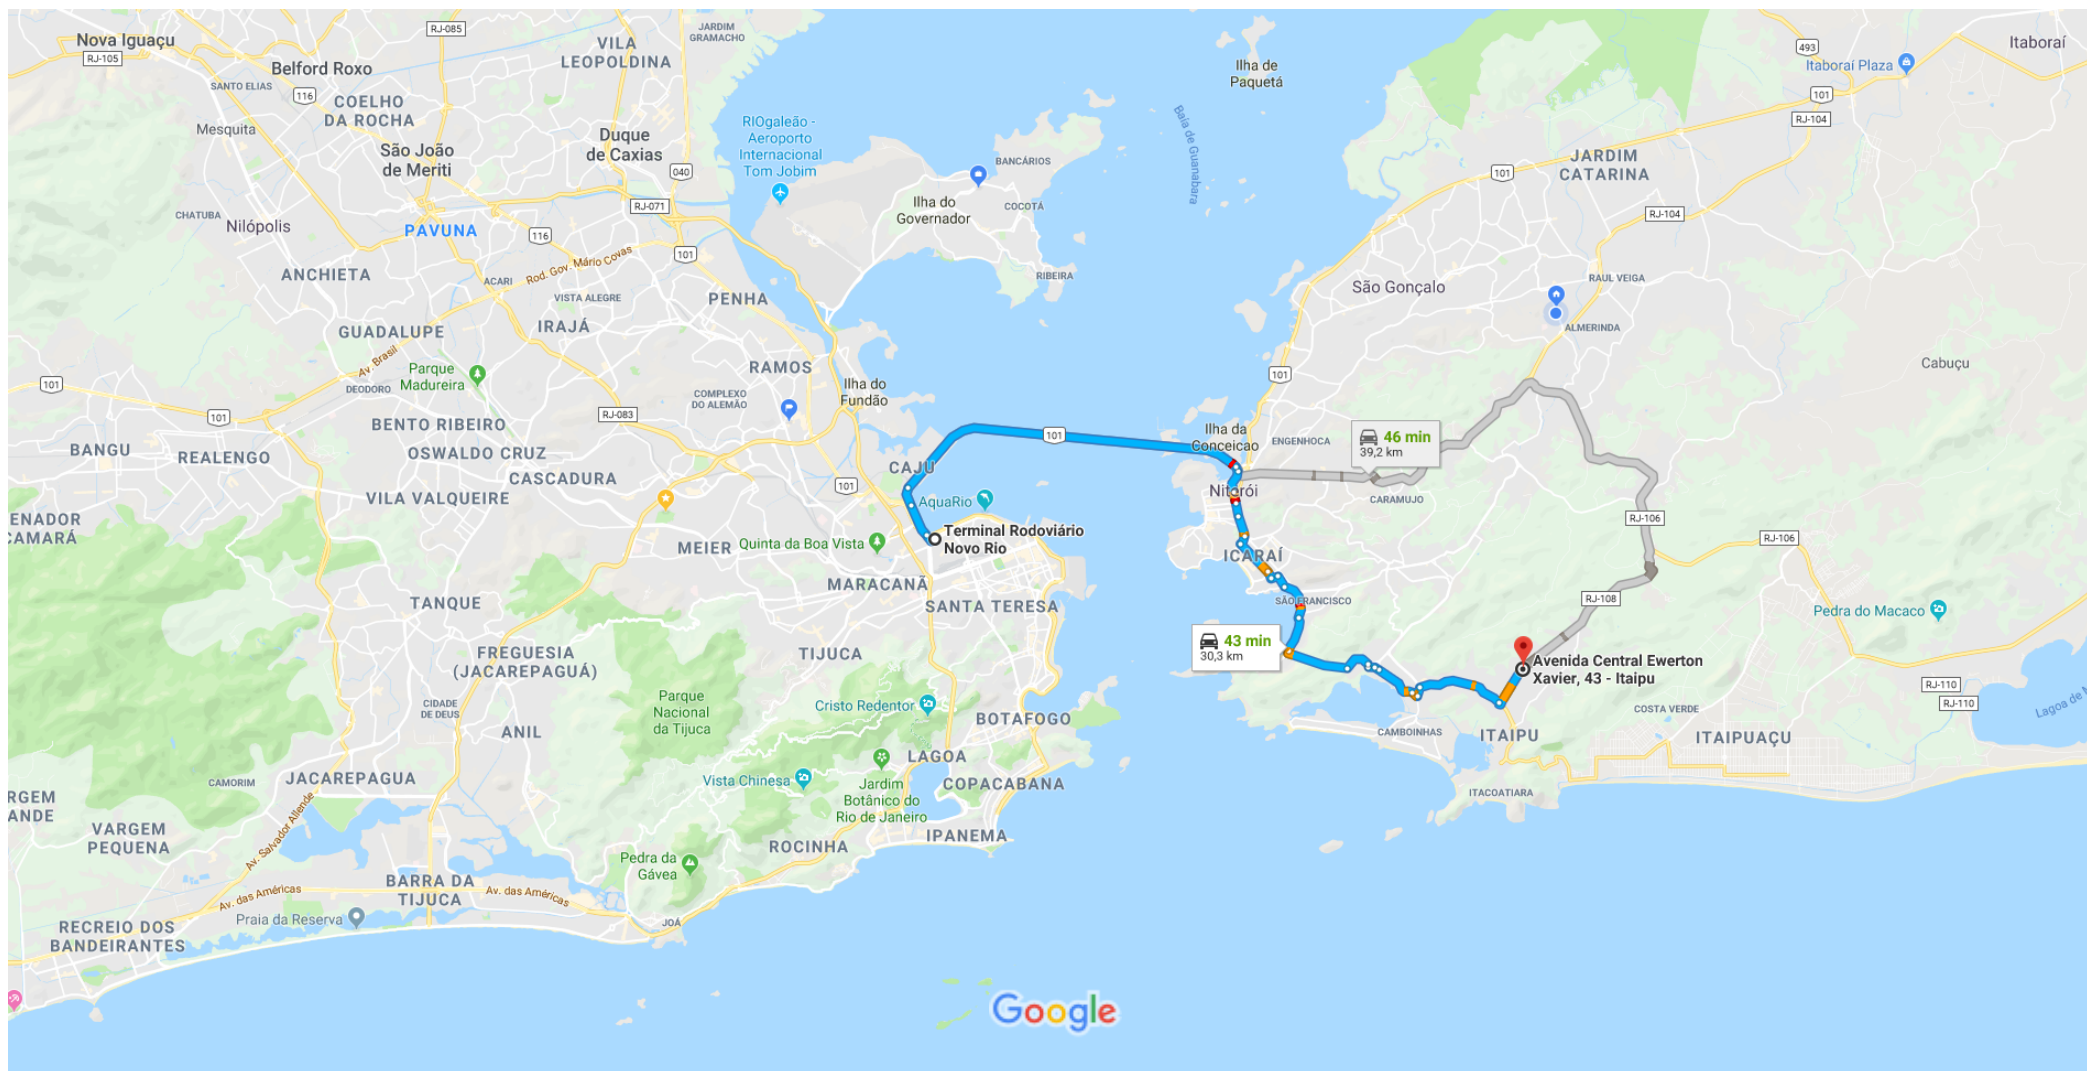 Nova Iguaçu
RJ-105
RJ-085
JARDIM
GRAMACHO
VILA
LEOPOLDINA
Belford Roxo
SANTO ELIAS
116
COELHO
DA ROCHA
Mesquita
São João
de Meriti
Duque
de Caxias
040
RJ-071
CHATUBA
Nilópolis
PAVUNA
116
101
ANCHIETA
ACARI
Rod. Gov. Mário Covas
VISTA ALEGRE
PENHA
GUADALUPE
IRAJÁ
Av. Brasil
RAMOS
Parque
Madureira
DEODORO
101
101
RJ-083
COMPLEXO
DO ALEMÃO
BENTO RIBEIRO
BANGU
REALENGO
OSWALDO CRUZ
CASCADURA
VILA VALQUEIRE
101
CAJU
AquaRio
Terminal Rodoviário
Novo Rio
ENADOR
CAMARÁ
MEIER
Quinta da Boa Vista
MARACANÃ
SANTA TERESA
TANQUE
FREGUESIA
(JACAREPAGUÁ)
TIJUCA
CIDADE
DE DEUS
Parque
Nacional
da Tijuca
Cristo Redentor
BOTAFOGO
ANIL
LAGOA
CAMORIM
JACAREPAGUA
Vista Chinesa
Jardim
Botânico do
Rio de Janeiro
COPACABANA
RGEM
ANDE
VARGEM
PEQUENA
Av. Salvador Allende
IPANEMA
ROCINHA
Pedra da
Gávea
BARRA DA
TIJUCA
Av. das Américas
Av. das Américas
Praia da Reserva
JOÁ
RECREIO DOS
BANDEIRANTES
RIOgaleão -
Aeroporto
Internacional
Tom Jobim
BANCÁRIOS
Ilha do
Governador
COCOTÁ
RIBEIRA
Ilha do
Fundão
Ilha de
Paquetá
Baía de Guanabara
493
Itaboraí
Itaboraí Plaza
101
RJ-104
JARDIM
CATARINA
101
RJ-104
RAUL VEIGA
São Gonçalo
ALMERINDA
Cabuçu
101
101
Ilha da
Conceicao
ENGENHOCA
46 min
39,2 km
CARAMUJO
Niterói
RJ-106
RJ-106
ICARAÍ
SÃO FRANCISCO
RJ-108
Pedra do Macaco
43 min
30,3 km
Avenida Central Ewerton
Xavier, 43 - Itaipu
RJ-110
RJ-110
COSTA VERDE
CAMBOINHAS
ITAIPU
ITAIPUAÇU
ITACOATIARA
Lagoa de
Google